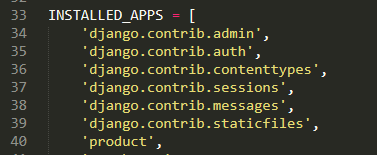 33 INSTALLED_APPS = [
34     'django.contrib.admin',
35     'django.contrib.auth',
36     'django.contrib.contenttypes',
37     'django.contrib.sessions',
38     'django.contrib.messages',
39     'django.contrib.staticfiles',
40     'product',